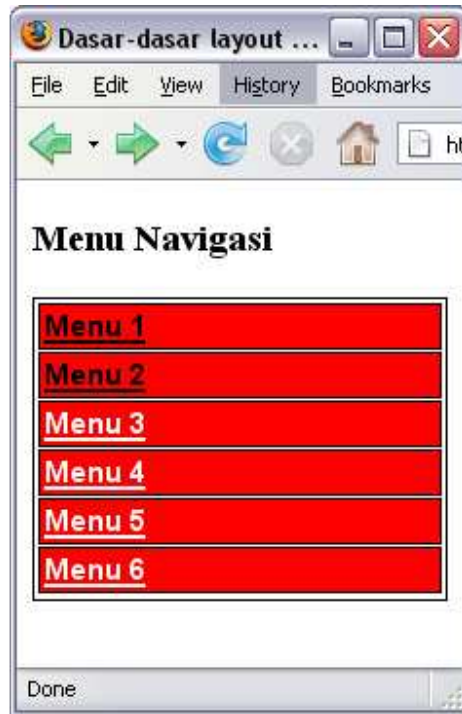 Dasar-dasar layout ...
File Edit View History Bookmarks
Menu Navigasi
Menu 1
Menu 2
Menu 3
Menu 4
Menu 5
Menu 6
Done